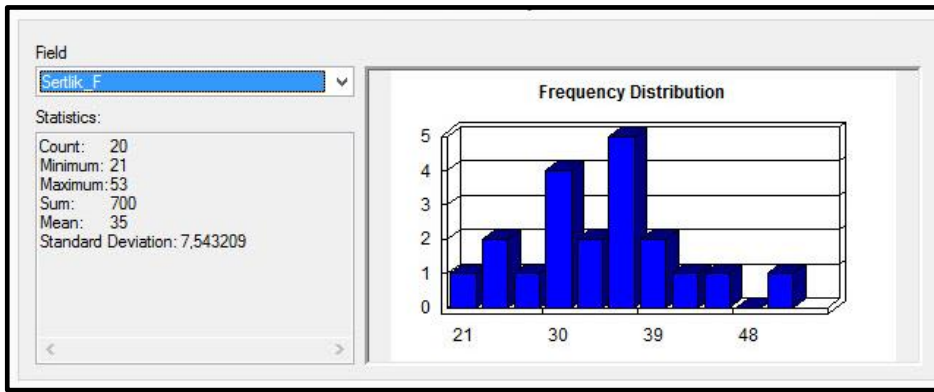 Field
Sertlik_F
Statistics:
Count: 20
Minimum: 21
Maximum: 53
Sum: 700
Mean: 35
Standard Deviation: 7,543209
Frequency Distribution
5
4
3
2
1
0
21 30 39 48